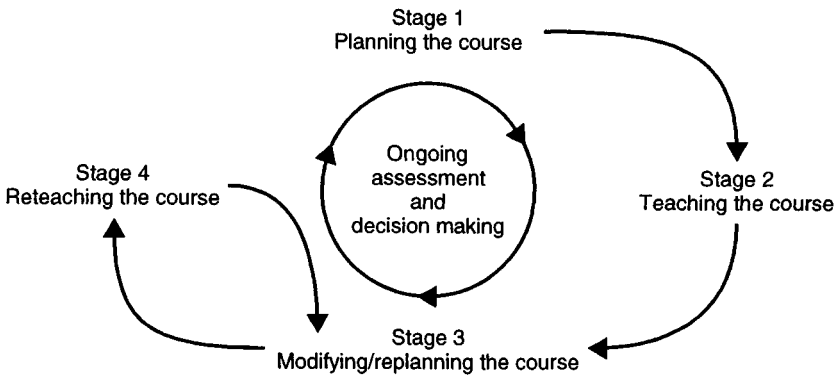 Stage 1
Planning the course
Ongoing
assessment
and
decision making
Stage 4
Reteaching the course
Stage 2
Teaching the course
Stage 3
Modifying/replanning the course